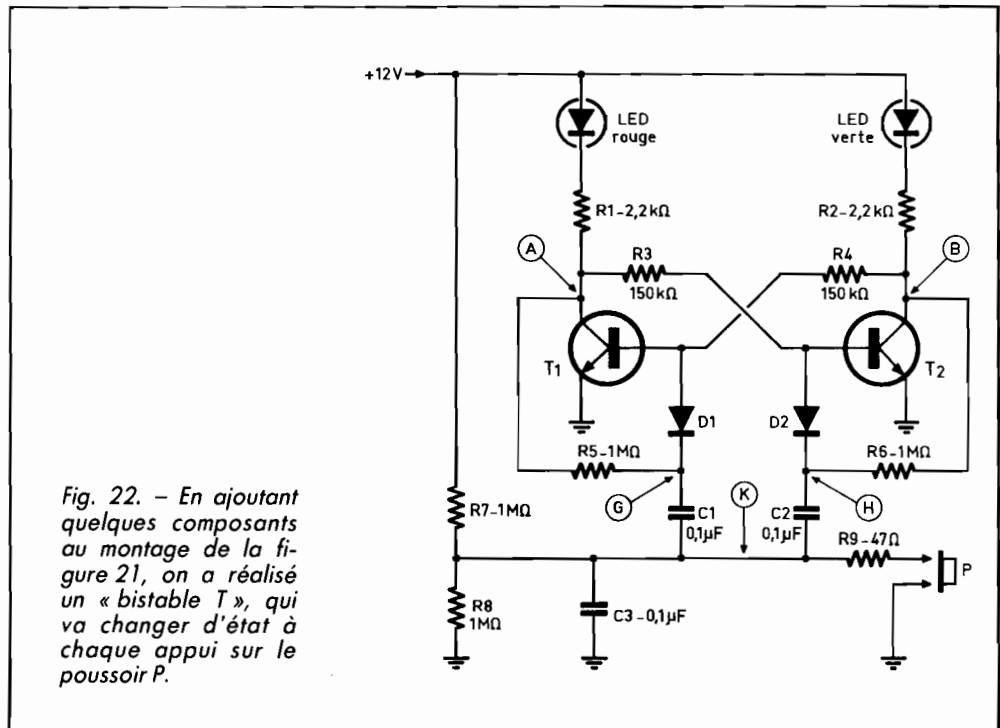 +12V
LED
rouge
LED
verte
R1-2,2kΩ
R2-2,2kΩ
A
B
R3
150kΩ
R4
150kΩ
T1
T2
D1
D2
R5-1MΩ
R6-1MΩ
G
K
H
R7-1MΩ
C1
0,1µF
C2
0,1µF
R9-47Ω
P
R8
1MΩ
C3-0,1µF
Fig. 22. – En ajoutant
quelques composants
au montage de la fi-
gure 21, on a réalisé
un « bistable T », qui
va changer d'état à
chaque appui sur le
poussoir P.